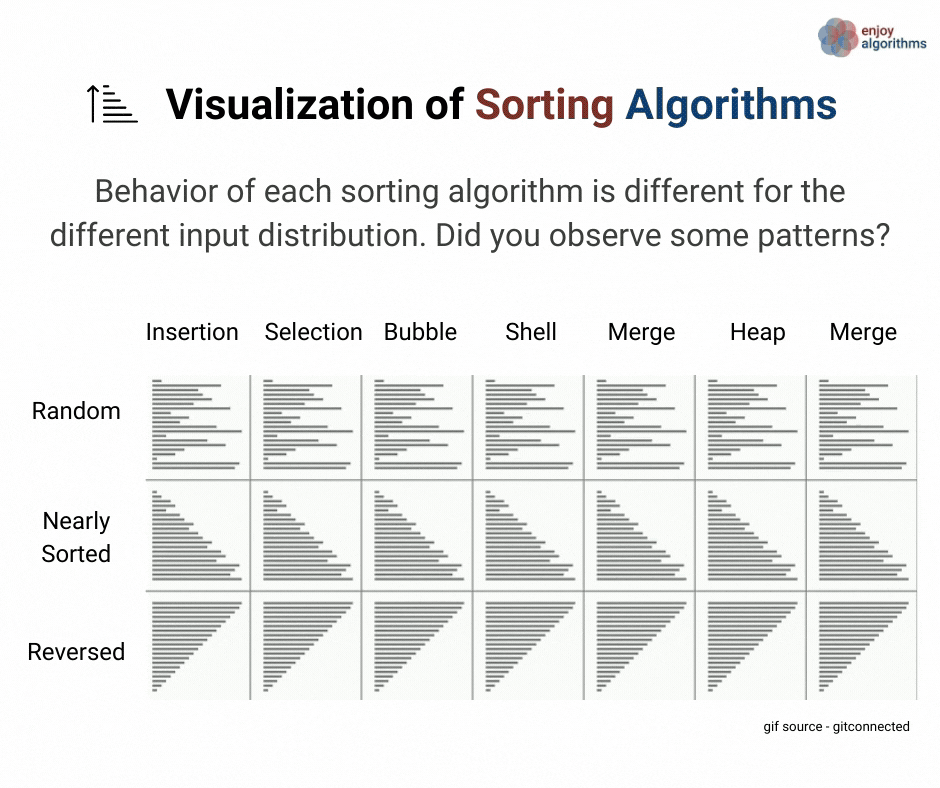 enjoy
algorithms
Visualization of Sorting Algorithms
Behavior of each sorting algorithm is different for the
different input distribution. Did you observe some patterns?
Insertion Selection Bubble Shell Merge Heap Merge
Random
Nearly
Sorted
Reversed
gif source - gitconnected